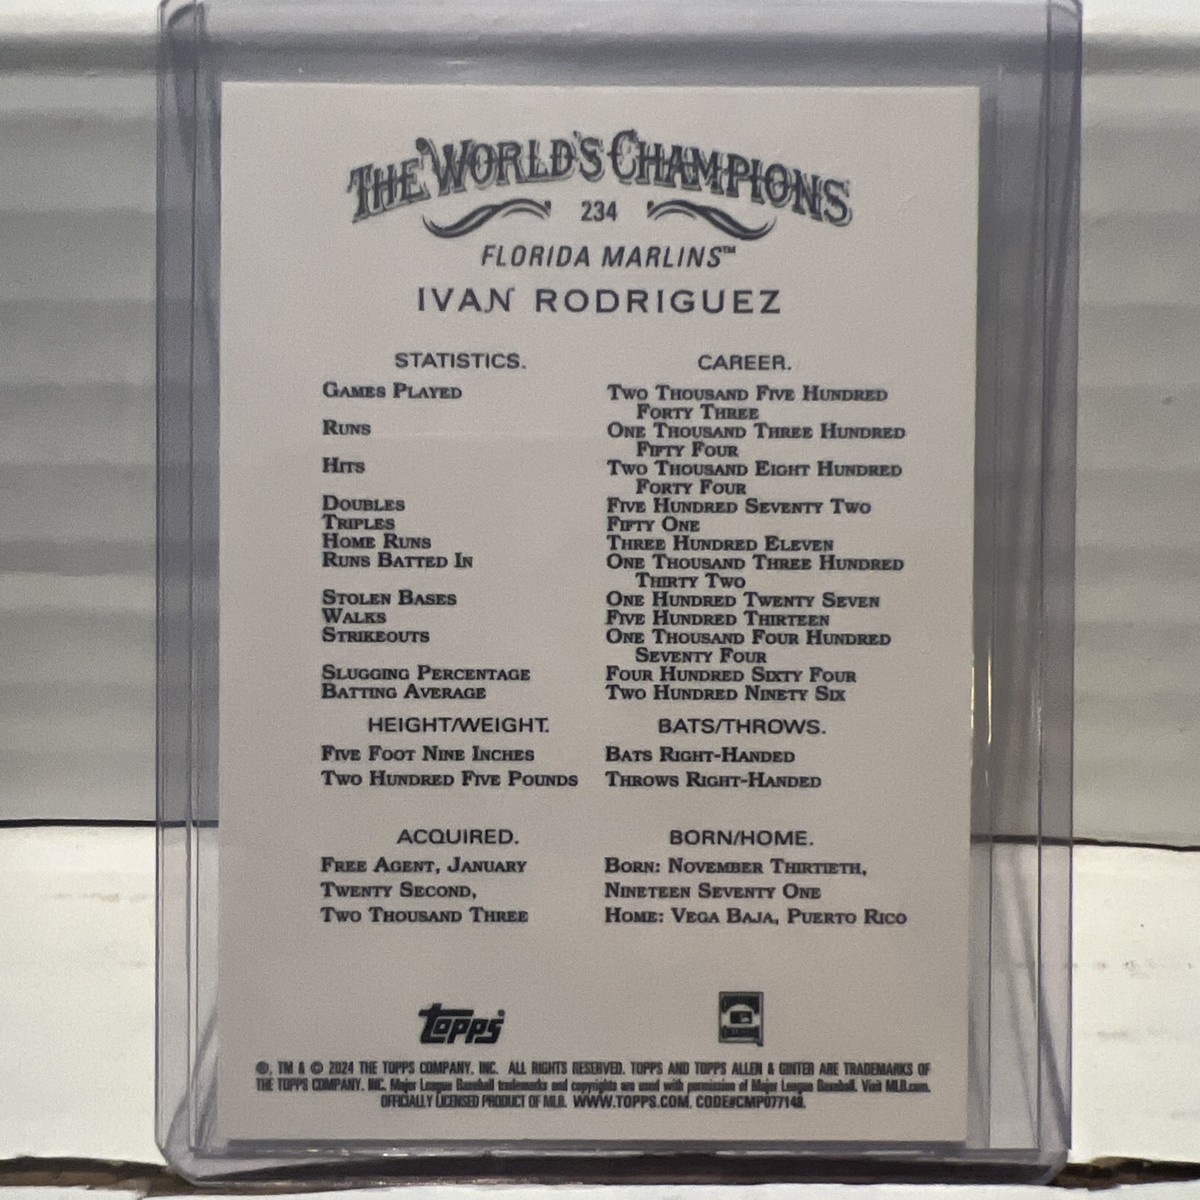 THE WORLD'S CHAMPIONS
234
FLORIDA MARLINS™
IVAN RODRIGUEZ
STATISTICS. CAREER.
GAMES PLAYED TWO THOUSAND FIVE HUNDRED
FORTY THREE
RUNS ONE THOUSAND THREE HUNDRED
FIFTY FOUR
HITS TWO THOUSAND EIGHT HUNDRED
FORTY FOUR
DOUBLES FIVE HUNDRED SEVENTY TWO
TRIPLES FIFTY ONE
HOME RUNS THREE HUNDRED ELEVEN
RUNS BATTED IN ONE THOUSAND THREE HUNDRED
THIRTY TWO
STOLEN BASES ONE HUNDRED TWENTY SEVEN
WALKS FIVE HUNDRED THIRTEEN
STRIKEOUTS ONE THOUSAND FOUR HUNDRED
SEVENTY FOUR
SLUGGING PERCENTAGE FOUR HUNDRED SIXTY FOUR
BATTING AVERAGE TWO HUNDRED NINETY SIX
HEIGHT/WEIGHT. BATS/THROWS.
FIVE FOOT NINE INCHES BATS RIGHT-HANDED
TWO HUNDRED FIVE POUNDS THROWS RIGHT-HANDED
ACQUIRED. BORN/HOME.
FREE AGENT, JANUARY BORN: NOVEMBER THIRTIETH,
TWENTY SECOND, NINETEEN SEVENTY ONE
TWO THOUSAND THREE HOME: VEGA BAJA, PUERTO RICO
Topps
®, TM & © 2024 THE TOPPS COMPANY, INC. ALL RIGHTS RESERVED. TOPPS AND TOPPS ALLEN & GINTER ARE TRADEMARKS OF
THE TOPPS COMPANY, INC. Major League Baseball trademarks and copyrights are used with permission of Major League Baseball. Visit MLB.com.
OFFICIALLY LICENSED PRODUCT OF MLB. WWW.TOPPS.COM. CODE#CMP077148.